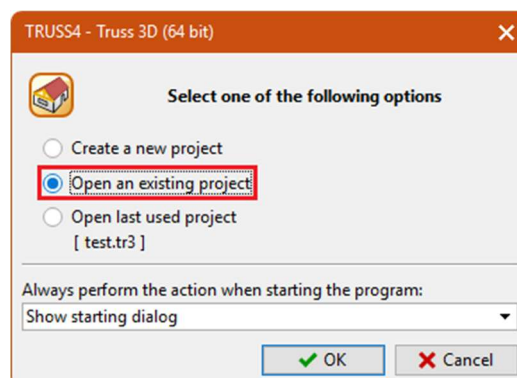 TRUSS4 - Truss 3D (64 bit)
Select one of the following options
Create a new project
Open an existing project
Open last used project
[ test.tr3 ]
Always perform the action when starting the program:
Show starting dialog
OK
Cancel